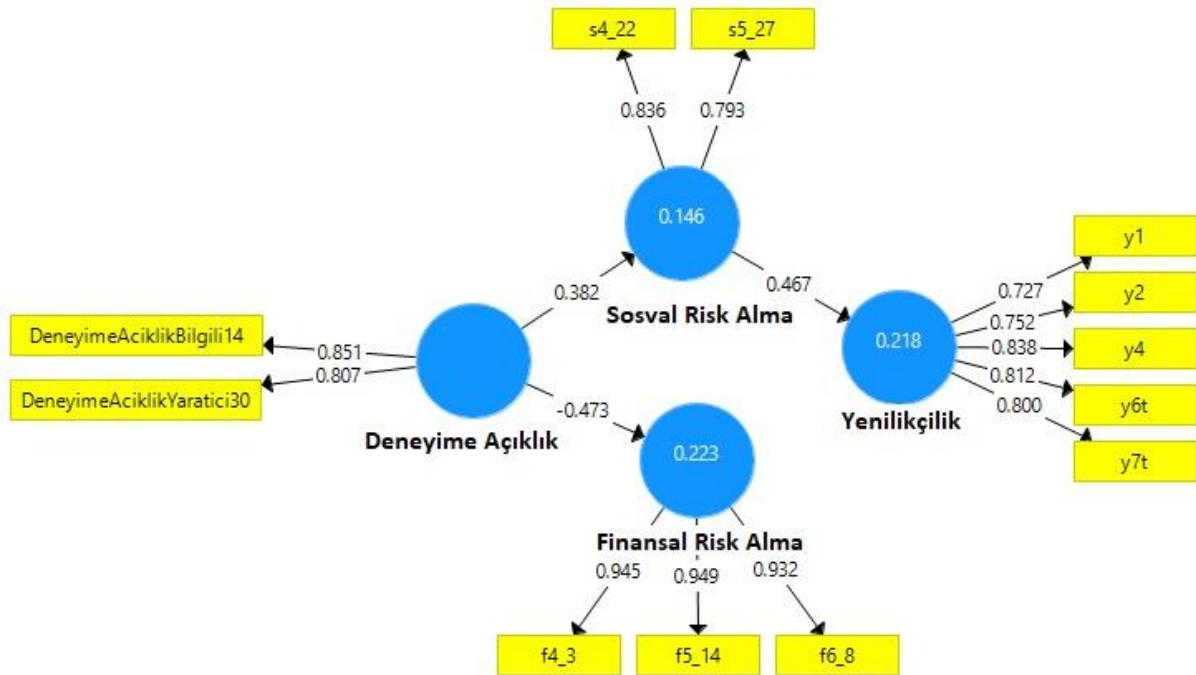 s4_22
s5_27
0.836
0.793
0.146
0.382
Sosval Risk Alma
0.467
y1
y2
y4
y6t
y7t
0.727
0.752
0.838
0.812
0.800
0.218
Yenilikçilik
DeneyimeAciklikBilgili14
DeneyimeAciklikYaratici30
0.851
0.807
Deneyime Açıklık
-0.473
0.223
Finansal Risk Alma
0.945
0.949
0.932
f4_3
f5_14
f6_8